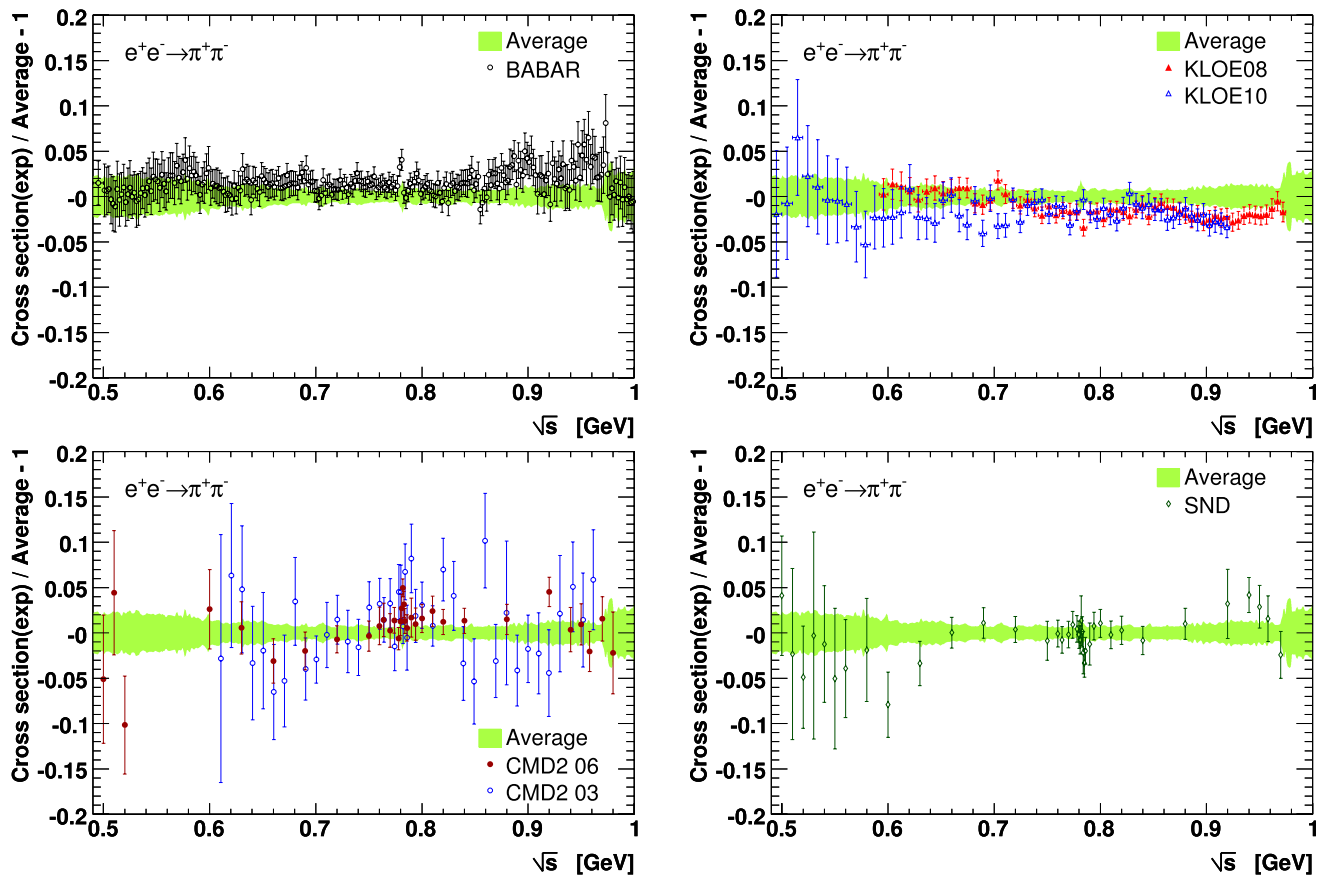 Cross section(exp) / Average - 1
0.2
0.15
0.1
0.05
-0
-0.05
-0.1
-0.15
-0.2
e⁺e⁻→π⁺π⁻
Average
BABAR
0.5 0.6 0.7 0.8 0.9 1
√s [GeV]
Cross section(exp) / Average - 1
0.2
0.15
0.1
0.05
-0
-0.05
-0.1
-0.15
-0.2
e⁺e⁻→π⁺π⁻
Average
KLOE08
KLOE10
0.5 0.6 0.7 0.8 0.9 1
√s [GeV]
Cross section(exp) / Average - 1
0.2
0.15
0.1
0.05
-0
-0.05
-0.1
-0.15
-0.2
e⁺e⁻→π⁺π⁻
Average
CMD2 06
CMD2 03
0.5 0.6 0.7 0.8 0.9 1
√s [GeV]
Cross section(exp) / Average - 1
0.2
0.15
0.1
0.05
-0
-0.05
-0.1
-0.15
-0.2
e⁺e⁻→π⁺π⁻
Average
SND
0.5 0.6 0.7 0.8 0.9 1
√s [GeV]